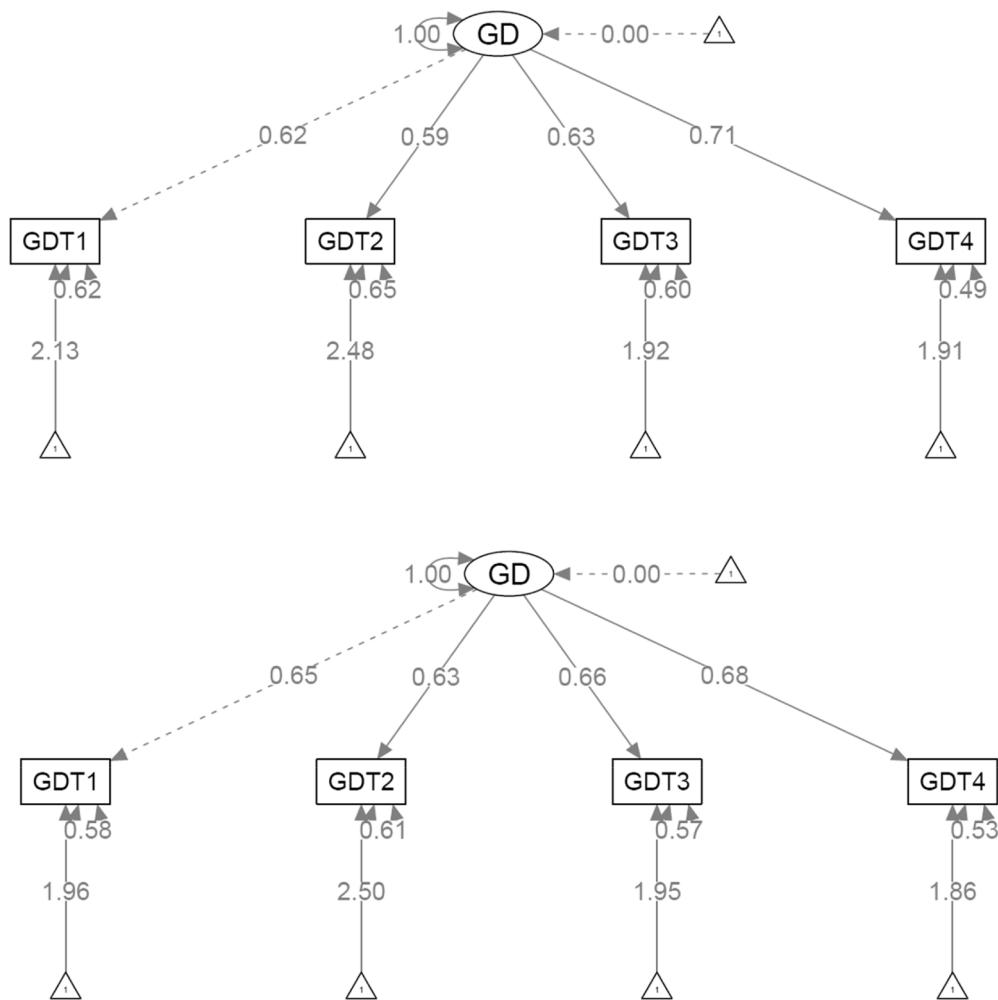 1.00 GD 0.00 1
0.62 0.59 0.63 0.71
GDT1 GDT2 GDT3 GDT4
0.62 0.65 0.60 0.49
2.13 2.48 1.92 1.91
1 1 1 1
1.00 GD 0.00 1
0.65 0.63 0.66 0.68
GDT1 GDT2 GDT3 GDT4
0.58 0.61 0.57 0.53
1.96 2.50 1.95 1.86
1 1 1 1